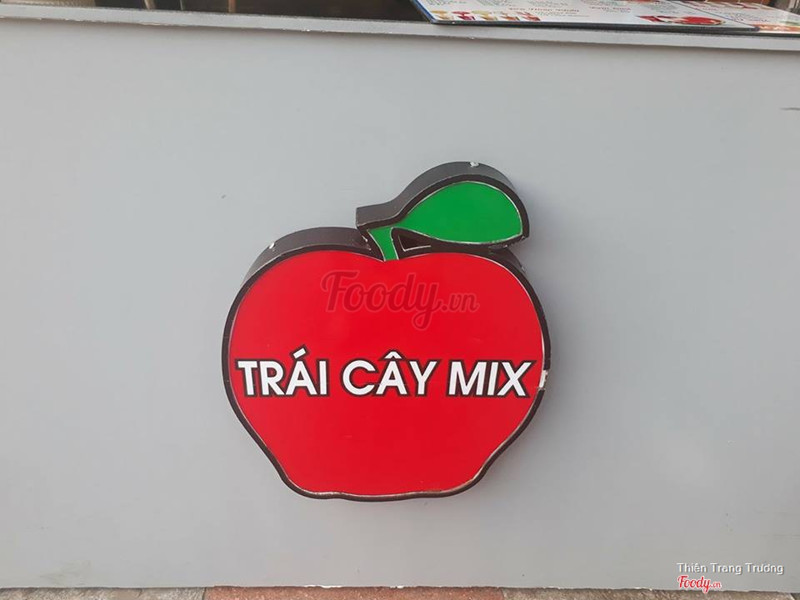 Foody.vn
TRÁI CÂY MIX
Thiên Trang Trương
Foody.vn